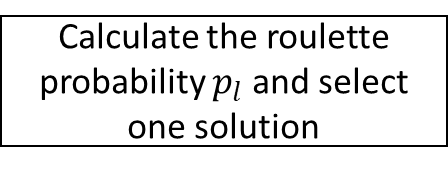 Calculate the roulette
probability p_l and select
one solution